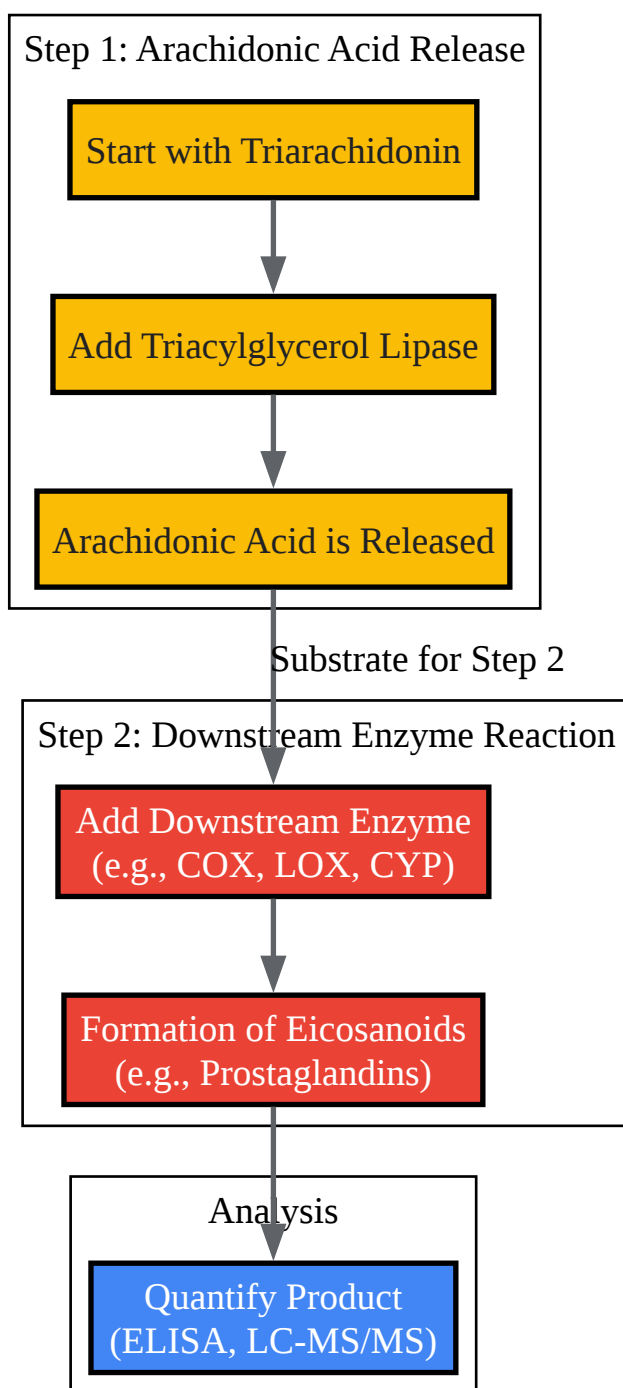 Step 1: Arachidonic Acid Release
Start with Triarachidonin
Add Triacylglycerol Lipase
Arachidonic Acid is Released
Substrate for Step 2
Step 2: Downstream Enzyme Reaction
Add Downstream Enzyme
(e.g., COX, LOX, CYP)
Formation of Eicosanoids
(e.g., Prostaglandins)
Analysis
Quantify Product
(ELISA, LC-MS/MS)